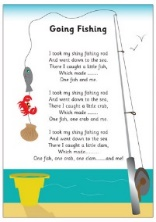 Going Fishing
I took my shiny fishing rod
And went down to the sea.
There I caught a little fish,
Which made ........
One fish and me.
I took my shiny fishing rod
And went down to the sea.
There I caught a little crab,
Which made ........
One fish, one crab and me.
I took my shiny fishing rod
And went down to the sea.
There I caught a little clam,
Which made ........
One fish, one crab, one clam........and me!